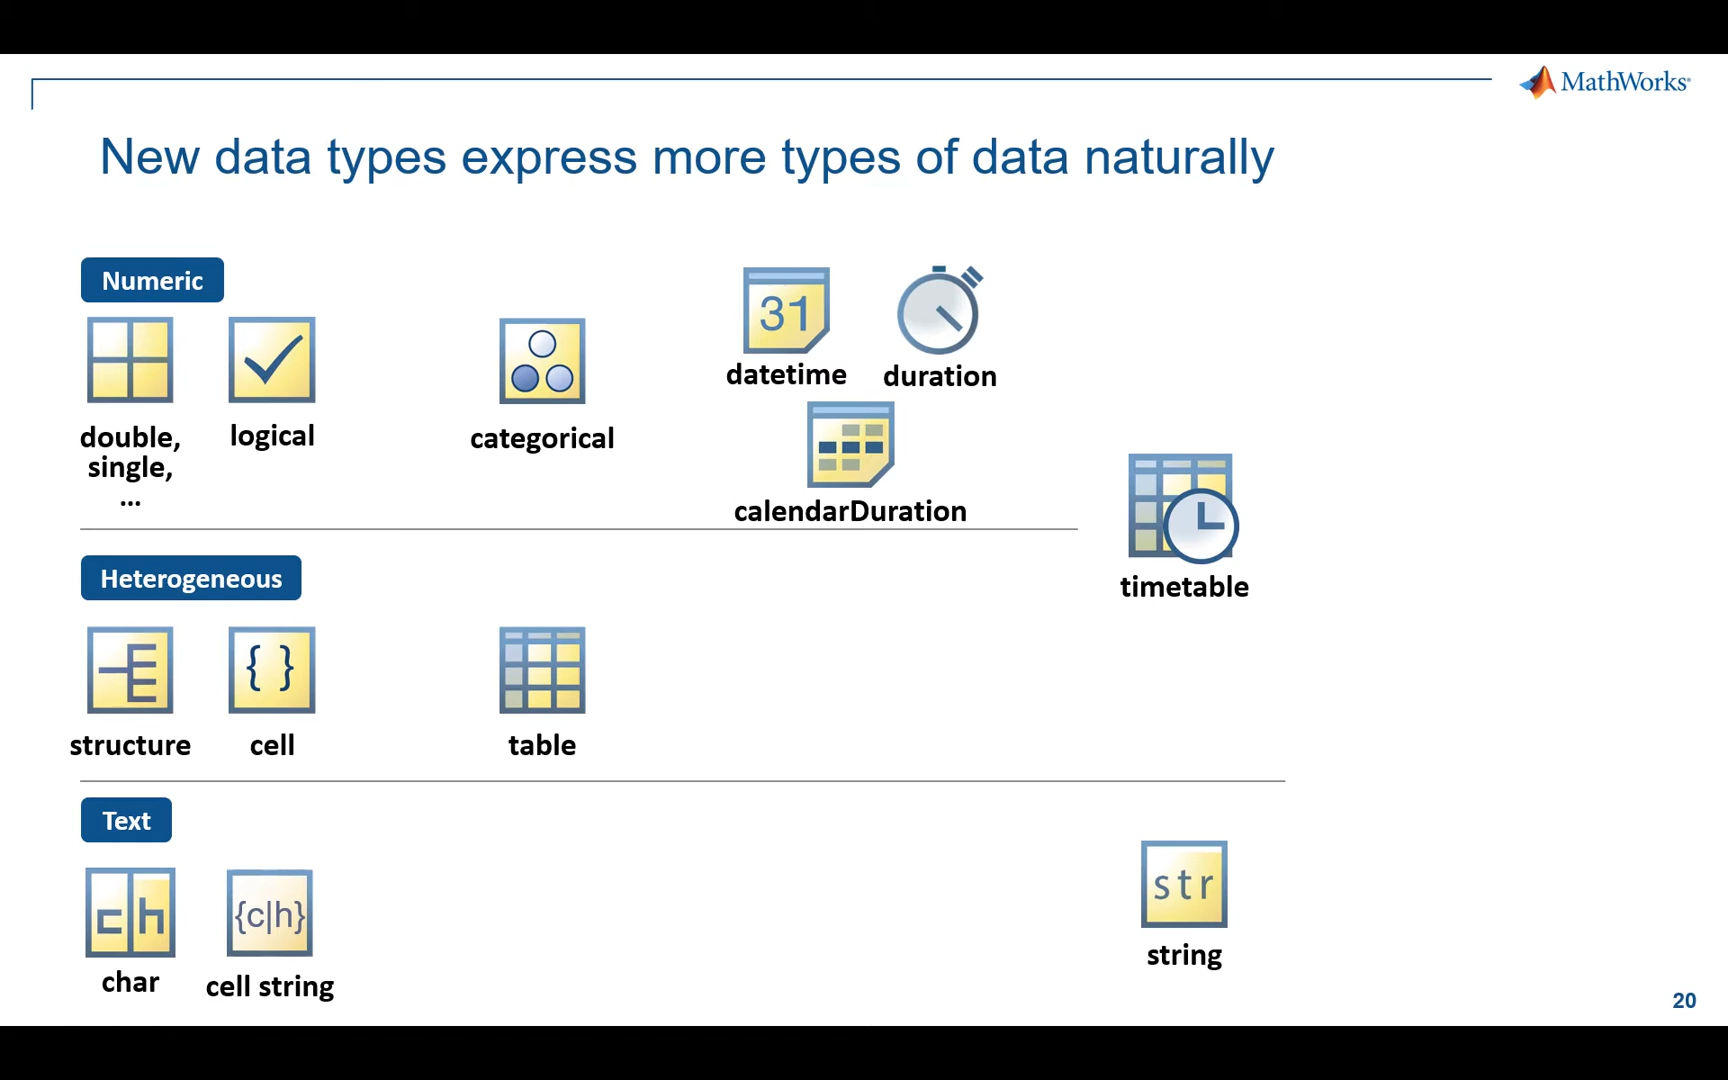 MathWorks®
New data types express more types of data naturally
Numeric
31
datetime
duration
double,
single,
...
logical
categorical
calendarDuration
timetable
Heterogeneous
{ }
structure
cell
table
Text
c h
{c|h}
str
char
cell string
string
20